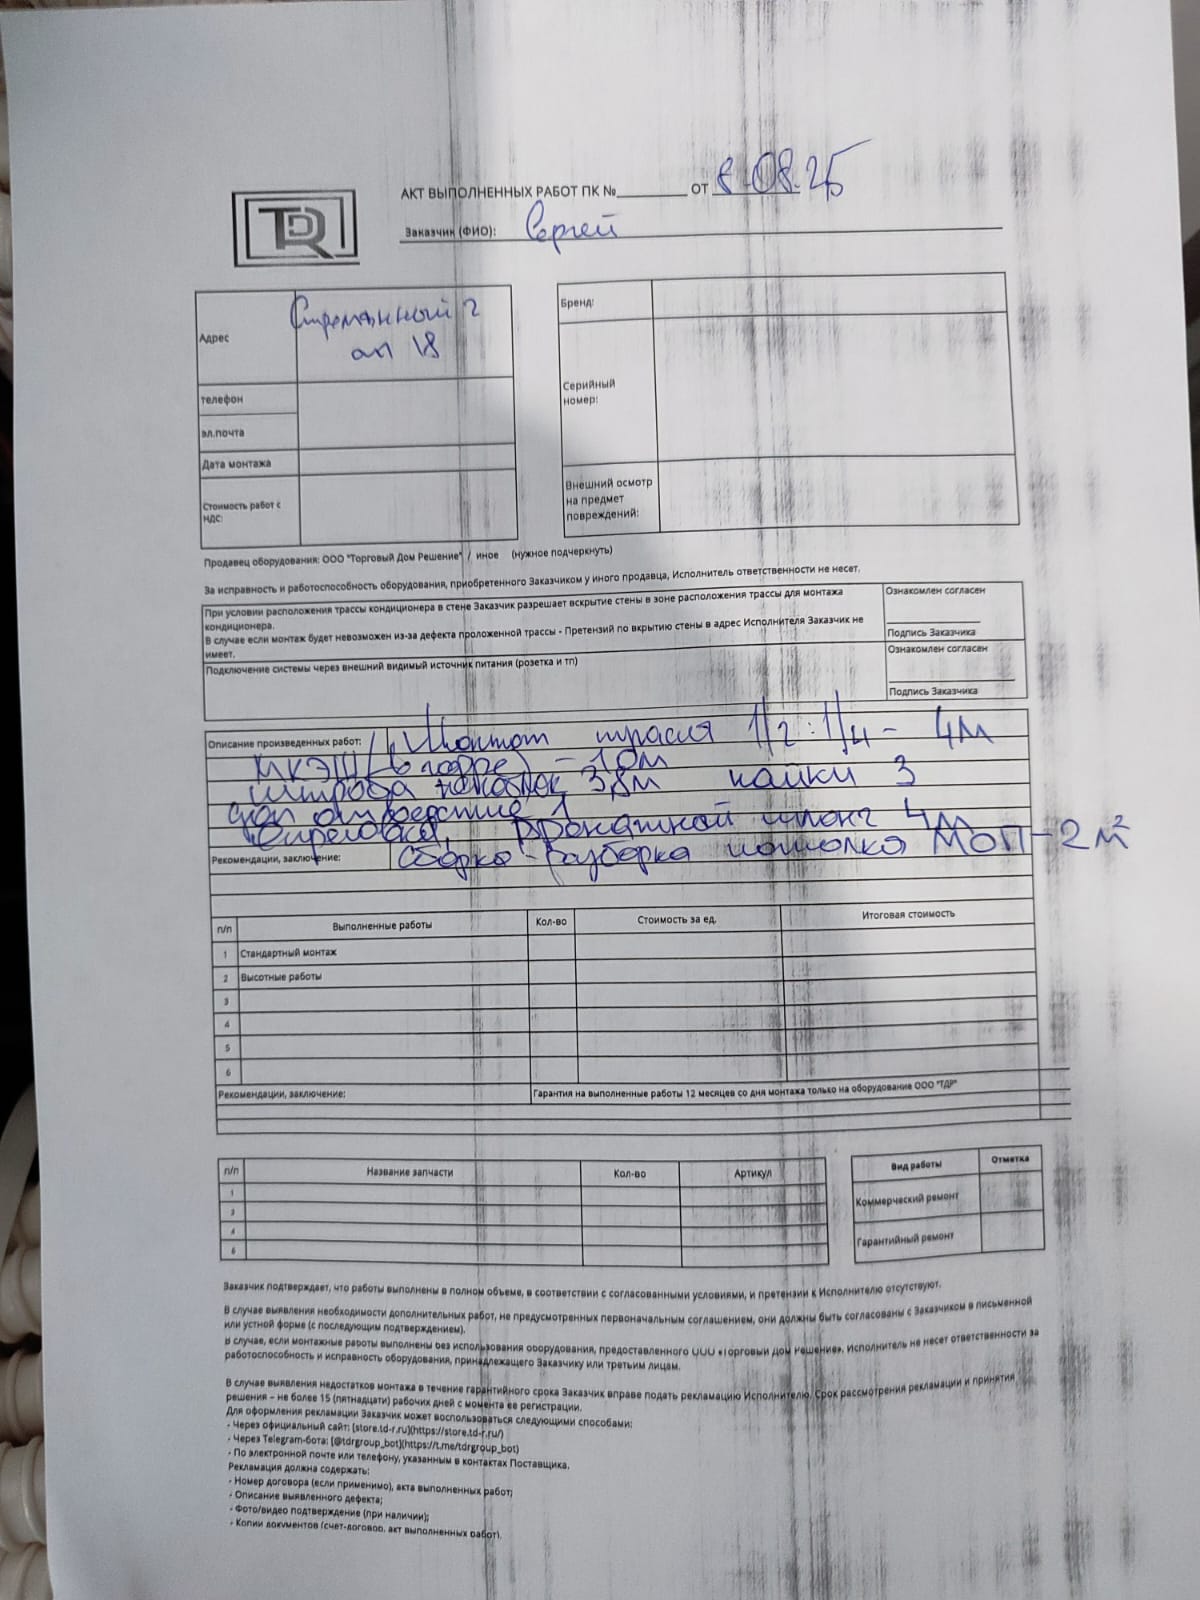 TDR
АКТ ВЫПОЛНЕННЫХ РАБОТ ПК №________ ОТ 8.08.25
Заказчик (ФИО): Сергей
Адрес Стремянный 2
ап 18
телефон
эл.почта
Дата монтажа
Стоимость работ с НДС:
Бренд:
Серийный номер:
Внешний осмотр на предмет повреждений:
Продавец оборудования: ООО "Торговый Дом Решение" / иное (нужное подчеркнуть)
За исправность и работоспособность оборудования, приобретенного Заказчиком у иного продавца, Исполнитель ответственности не несет.
При условии расположения трассы кондиционера в стене Заказчик разрешает вскрытие стены в зоне расположения трассы для монтажа
кондиционера.
В случае если монтаж будет невозможен из-за дефекта проложенной трассы - Претензий по вкрытию стены в адрес Исполнителя Заказчик не
имеет.
Ознакомлен согласен
Подпись Заказчика
Подключение системы через внешний видимый источник питания (розетка и тп)
Ознакомлен согласен
Подпись Заказчика
Описание произведенных работ: Монтаж трасса 1/2 : 1/4 - 4м
МКЭШ (в гофре) - 10м
штроба 3,8м пайки 3
доп отверстие 1
дренажной шланг 4м
Рекомендации, заключение: сборка - разборка потолка МОП - 2м²
п/п Выполненные работы Кол-во Стоимость за ед. Итоговая стоимость
1 Стандартный монтаж
2 Высотные работы
3
4
5
6
Рекомендации, заключение: Гарантия на выполненные работы 12 месяцев со дня монтажа только на оборудование ООО "ТДР"
п/п Название запчасти Кол-во Артикул
1
3
4
6
Вид работы Отметка
Коммерческий ремонт
Гарантийный ремонт
Заказчик подтверждает, что работы выполнены в полном объеме, в соответствии с согласованными условиями, и претензии к Исполнителю отсутствуют.
В случае выявления необходимости дополнительных работ, не предусмотренных первоначальным соглашением, они должны быть согласованы с Заказчиком в письменной
или устной форме (с последующим подтверждением).
В случае, если монтажные работы выполнены без использования оборудования, предоставленного ООО «Торговый Дом Решение», Исполнитель не несет ответственности за
работоспособность и исправность оборудования, принадлежащего Заказчику или третьим лицам.
В случае выявления недостатков монтажа в течение гарантийного срока Заказчик вправе подать рекламацию Исполнителю. Срок рассмотрения рекламации и принятия
решения – не более 15 (пятнадцати) рабочих дней с момента ее регистрации.
Для оформления рекламации Заказчик может воспользоваться следующими способами:
- Через официальный сайт: [store.td-r.ru](https://store.td-r.ru/)
- Через Telegram-бота: [@tdrgroup_bot](https://t.me/tdrgroup_bot)
- По электронной почте или телефону, указанным в контактах Поставщика.
Рекламация должна содержать:
- Номер договора (если применимо), акта выполненных работ;
- Описание выявленного дефекта;
- Фото/видео подтверждение (при наличии);
- Копии документов (счет-договор, акт выполненных работ).